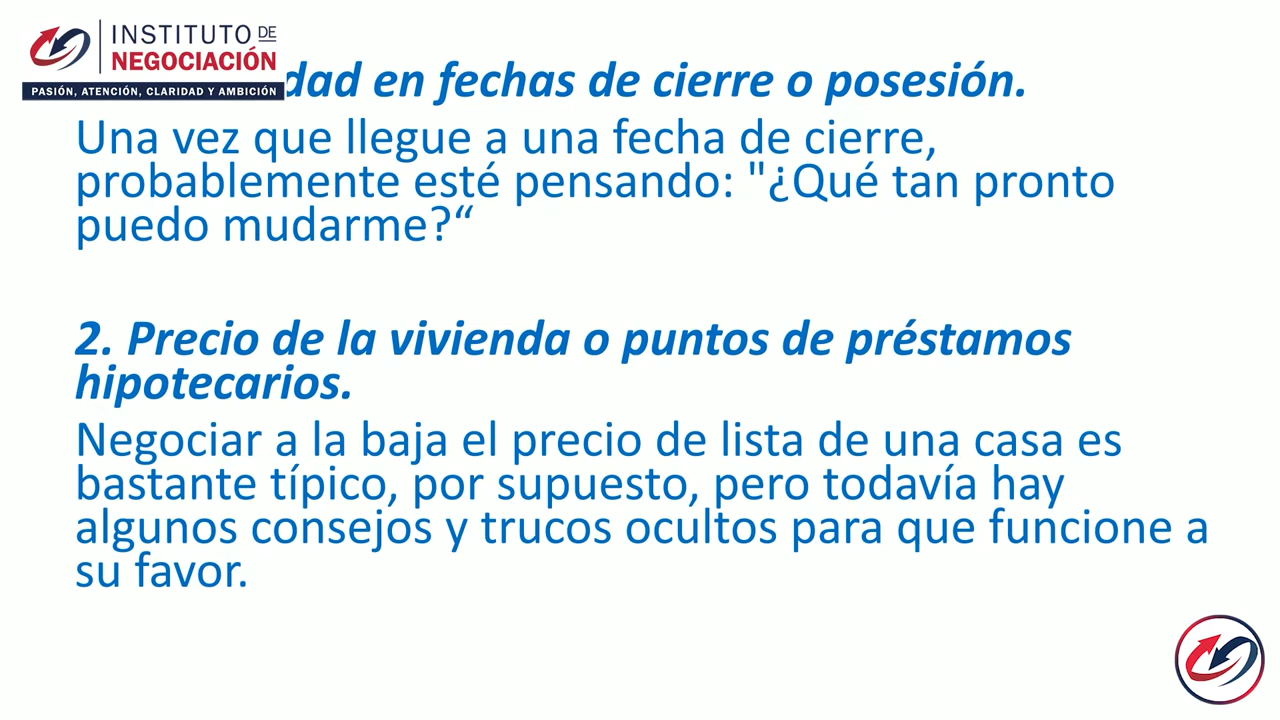 INSTITUTO DE
NEGOCIACIÓN
PASIÓN, ATENCIÓN, CLARIDAD Y AMBICIÓN
en fechas de cierre o posesión.
Una vez que llegue a una fecha de cierre,
probablemente esté pensando: "¿Qué tan pronto
puedo mudarme?“
2. Precio de la vivienda o puntos de préstamos
hipotecarios.
Negociar a la baja el precio de lista de una casa es
bastante típico, por supuesto, pero todavía hay
algunos consejos y trucos ocultos para que funcione a
su favor.